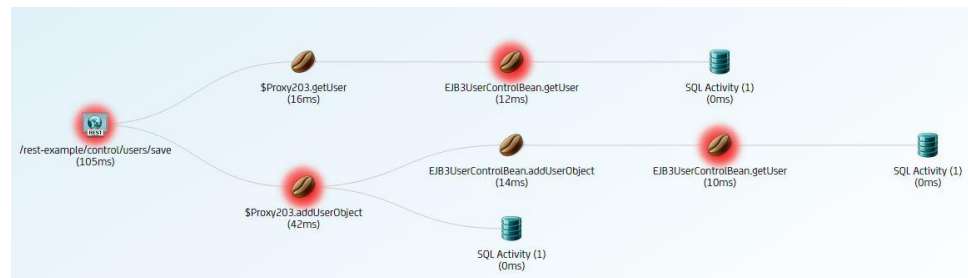 $Proxy203.getUser
(16ms)
EJB3UserControlBean.getUser
(12ms)
SQL Activity (1)
(0ms)
REST
/rest-example/control/users/save
(105ms)
EJB3UserControlBean.addUserObject
(14ms)
EJB3UserControlBean.getUser
(10ms)
SQL Activity (1)
(0ms)
$Proxy203.addUserObject
(42ms)
SQL Activity (1)
(0ms)